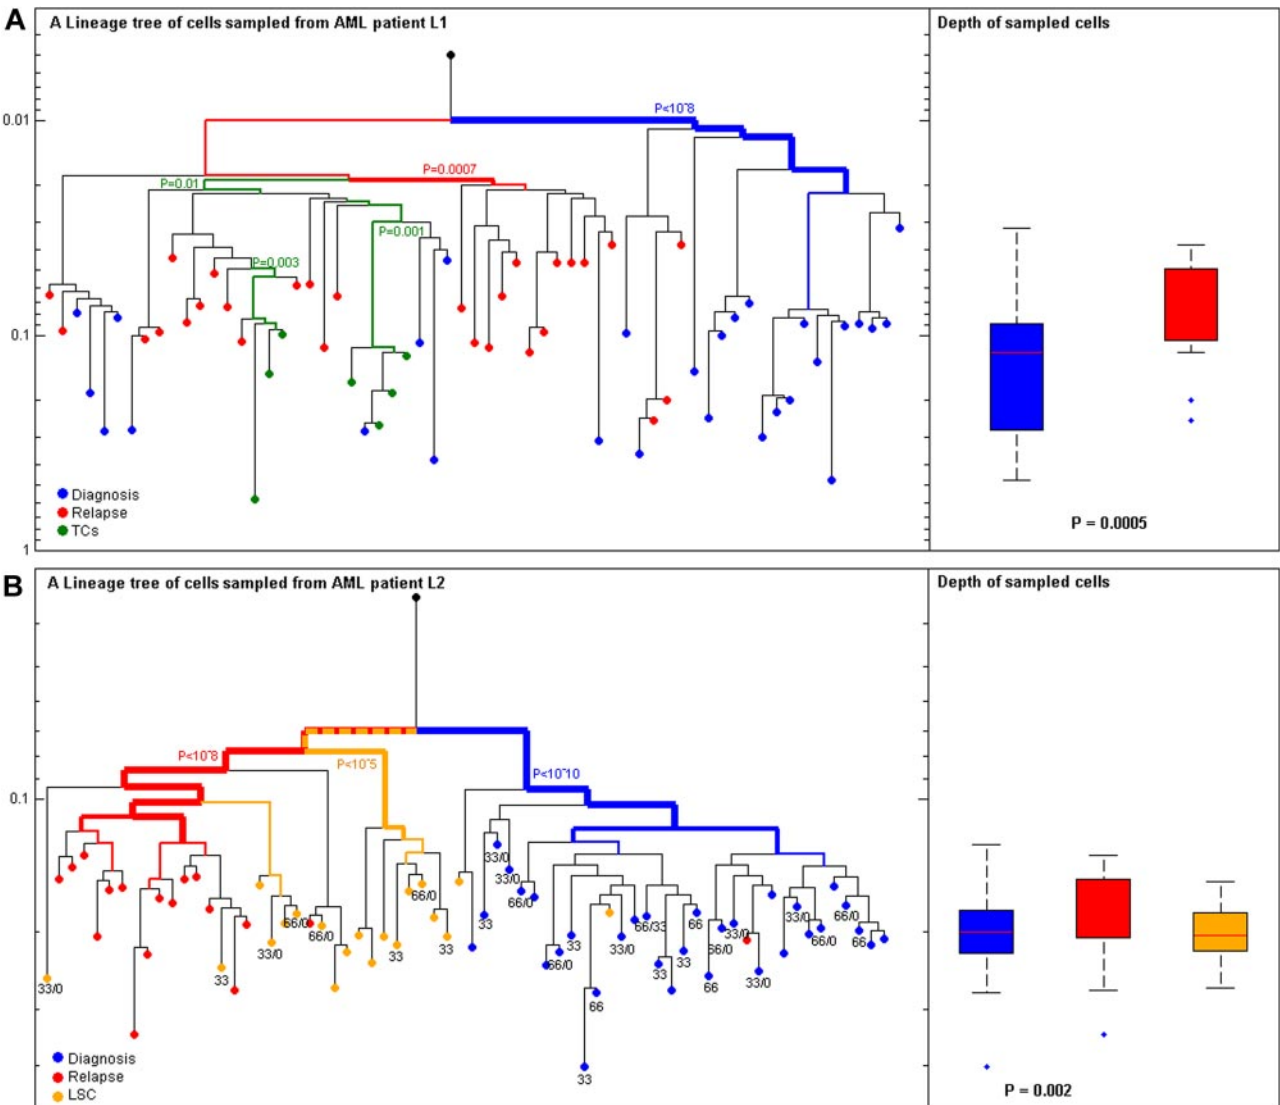 A
A Lineage tree of cells sampled from AML patient L1
Depth of sampled cells
P<10^-8
0.01
P=0.0007
P=0.01
P=0.001
P=0.003
0.1
Diagnosis
Relapse
TCs
P = 0.0005
1
B
A Lineage tree of cells sampled from AML patient L2
Depth of sampled cells
P<10^-8
P<10^-5
P<10^-10
0.1
33/0
33/0
66/0
66/0
33
66/0
66/0
66/33
66
33/0
66/0
33/0
66/0
33
33
33/0
33
66/0
33/0
33
33
66/0
66
33/0
66
33/0
33
66
33
Diagnosis
Relapse
LSC
P = 0.002